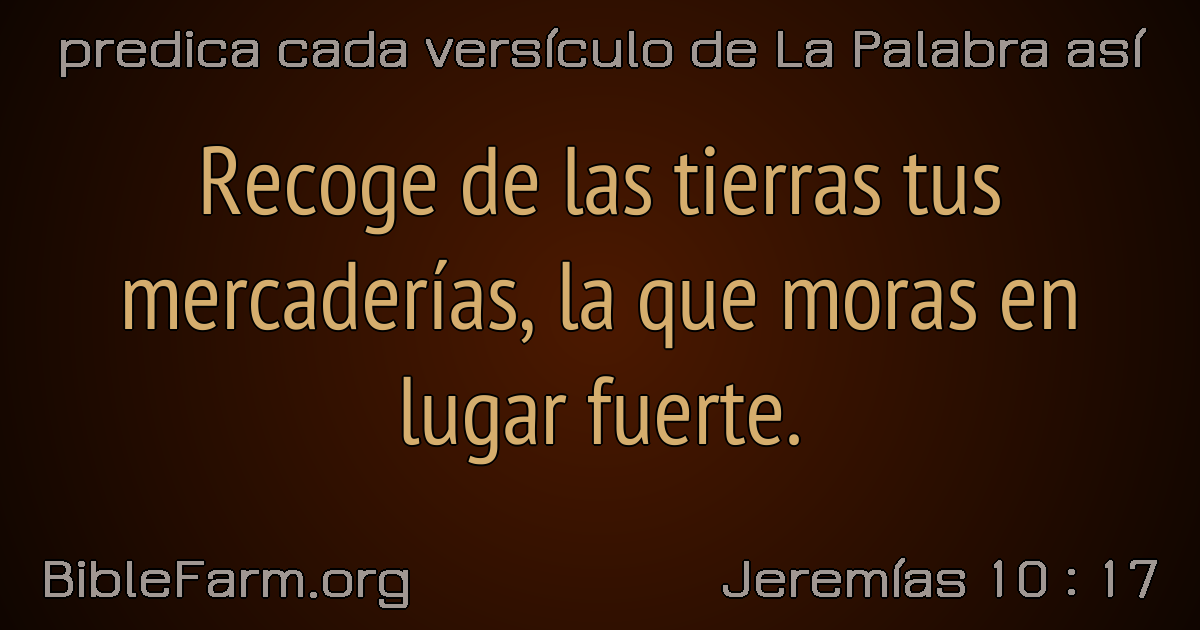 predica cada versículo de La Palabra así
Recoge de las tierras tus
mercaderías, la que moras en
lugar fuerte.
BibleFarm.org
Jeremías 10 : 17